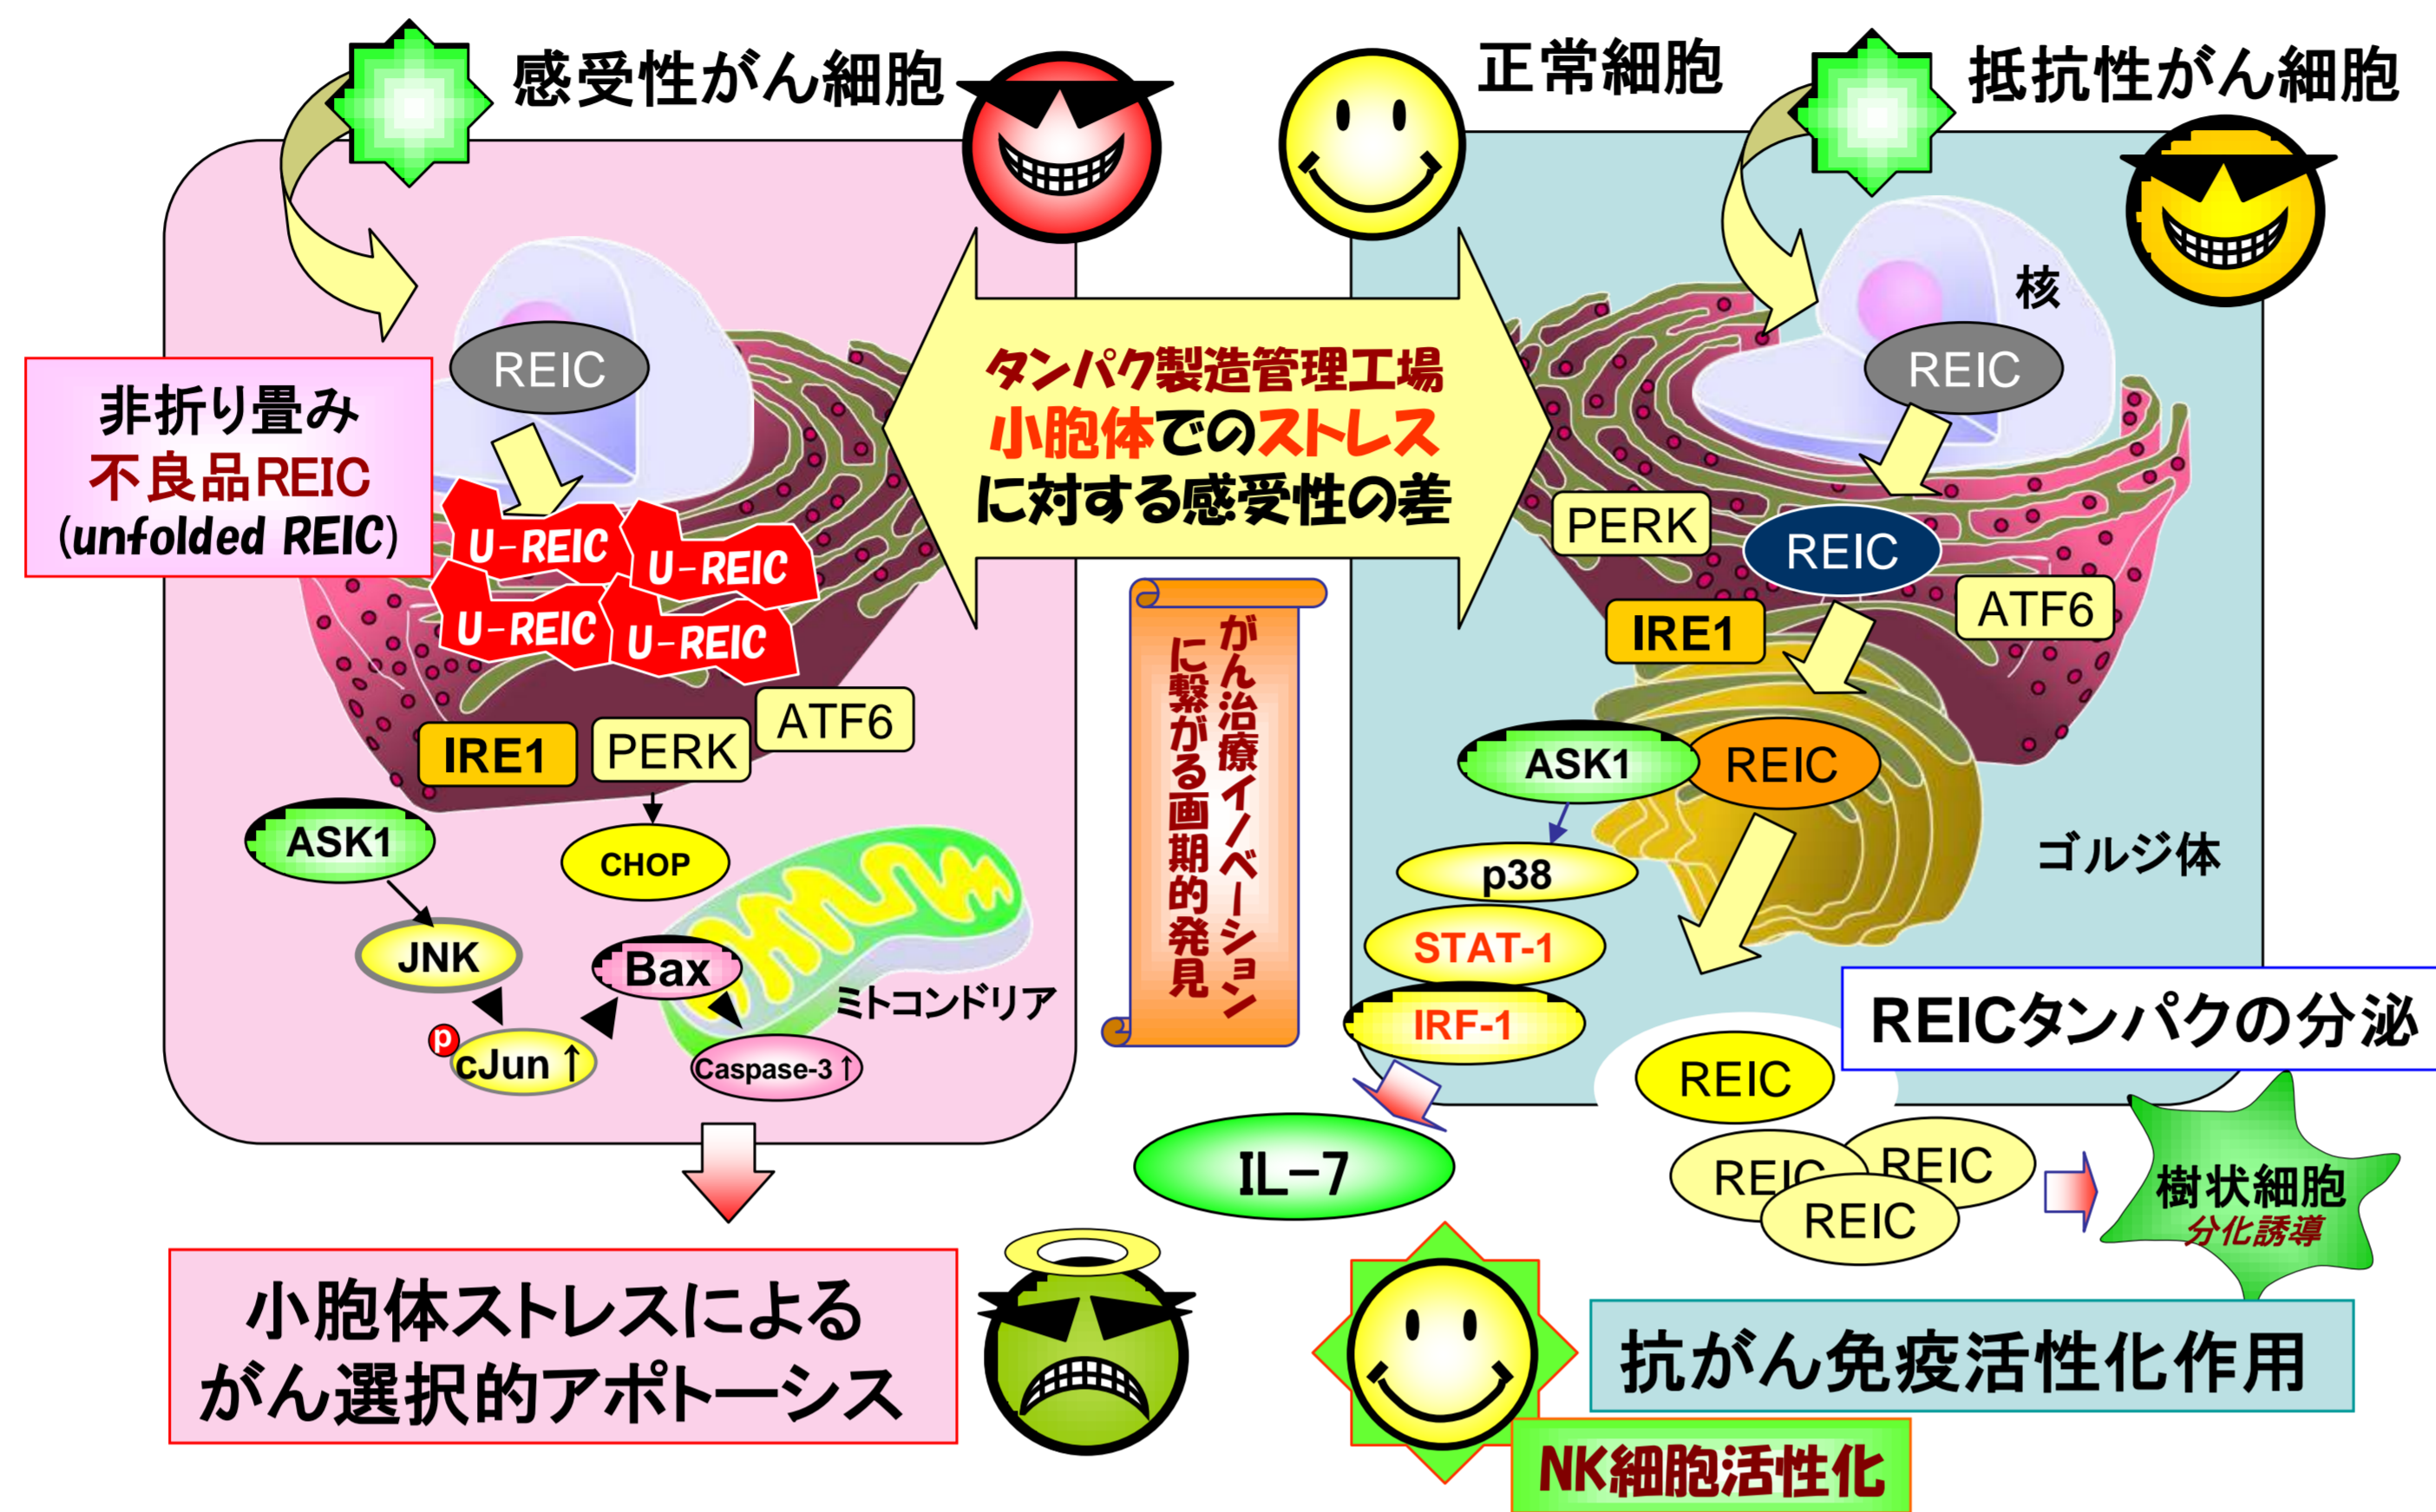 感受性がん細胞
正常細胞
抵抗性がん細胞
REIC
非折り畳み
不良品REIC
(unfolded REIC)
U-REIC
U-REIC
U-REIC
U-REIC
IRE1
PERK
ATF6
ASK1
CHOP
JNK
Bax
ミトコンドリア
p
cJun↑
Caspase-3↑
小胞体ストレスによる
がん選択的アポトーシス
タンパク製造管理工場
小胞体でのストレス
に対する感受性の差
がん治療イノベーション
に繋がる画期的発見
核
REIC
PERK
REIC
ATF6
IRE1
ASK1
REIC
p38
ゴルジ体
STAT-1
IRF-1
REICタンパクの分泌
REIC
IL-7
REIC
REIC
REIC
樹状細胞
分化誘導
抗がん免疫活性化作用
NK細胞活性化